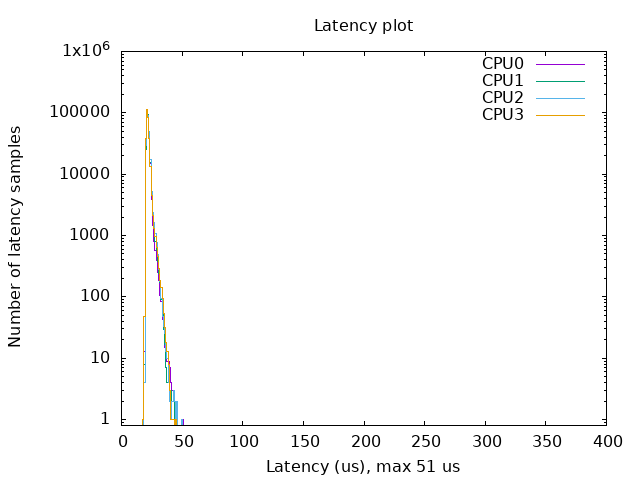 Latency plot
1x10^6
100000
10000
1000
100
10
1
Number of latency samples
CPU0
CPU1
CPU2
CPU3
0 50 100 150 200 250 300 350 400
Latency (us), max 51 us